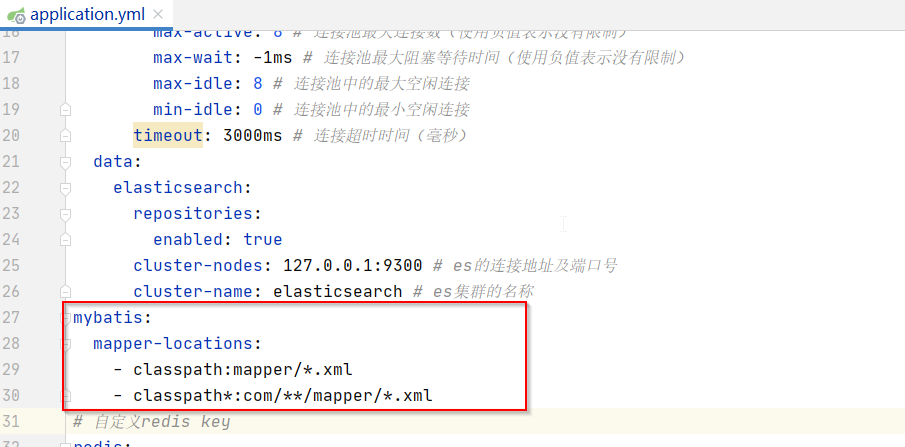 application.yml
16 max-active: 8 # 连接池最大连接数（使用负值表示没有限制）
17 max-wait: -1ms # 连接池最大阻塞等待时间（使用负值表示没有限制）
18 max-idle: 8 # 连接池中的最大空闲连接
19 min-idle: 0 # 连接池中的最小空闲连接
20 timeout: 3000ms # 连接超时时间（毫秒）
21 data:
22 elasticsearch:
23 repositories:
24 enabled: true
25 cluster-nodes: 127.0.0.1:9300 # es的连接地址及端口号
26 cluster-name: elasticsearch # es集群的名称
27 mybatis:
28 mapper-locations:
29 - classpath:mapper/*.xml
30 - classpath*:com/**/mapper/*.xml
31 # 自定义redis key
32 redis: